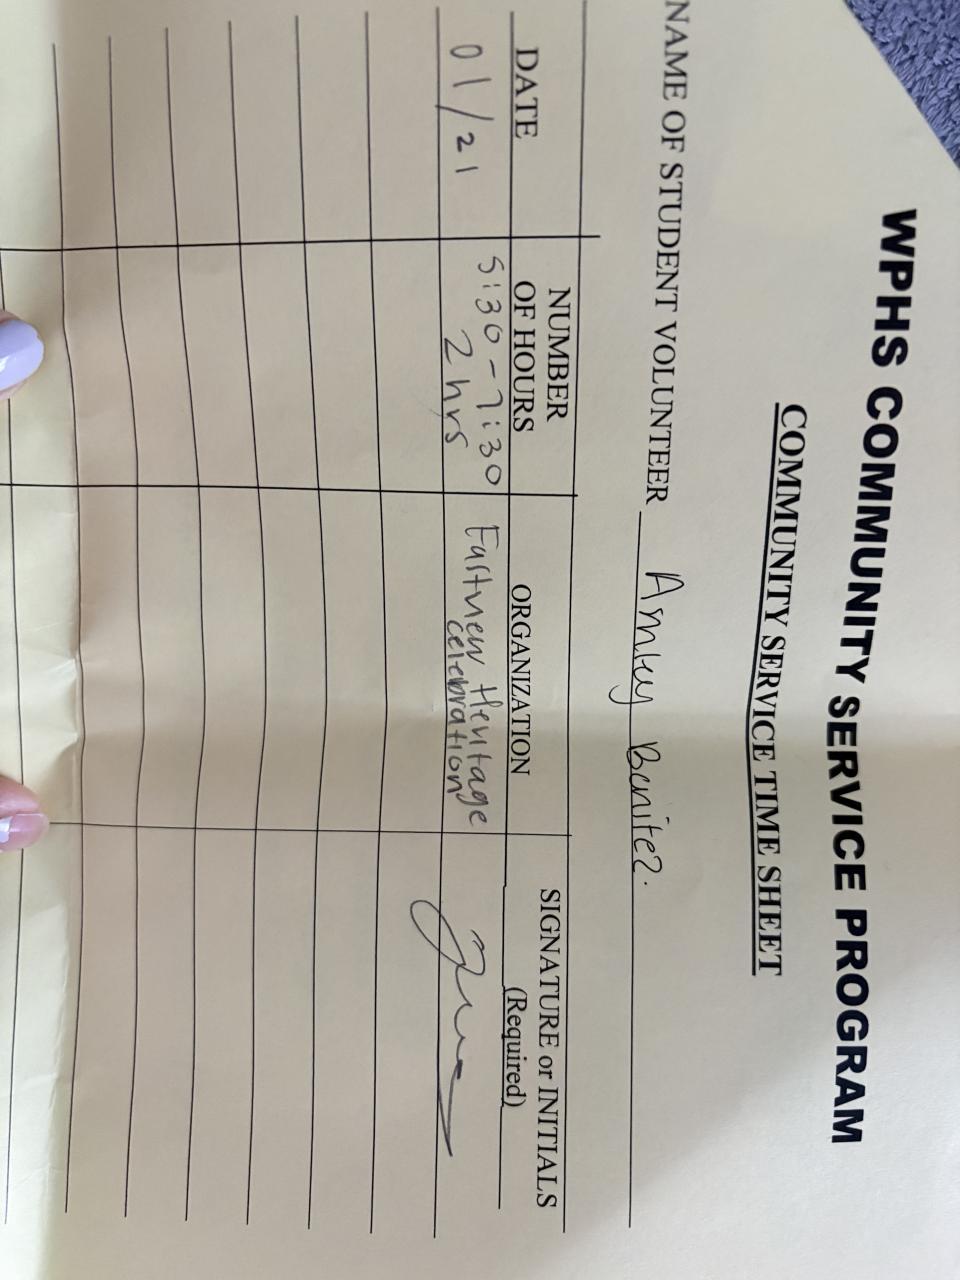 WPHS COMMUNITY SERVICE PROGRAM
COMMUNITY SERVICE TIME SHEET
NAME OF STUDENT VOLUNTEER Benitez.
DATE
NUMBER
OF HOURS
ORGANIZATION
SIGNATURE or INITIALS
(Required)
01/21
5:30-7:30
2 hrs
Eastview Heritage
celebration